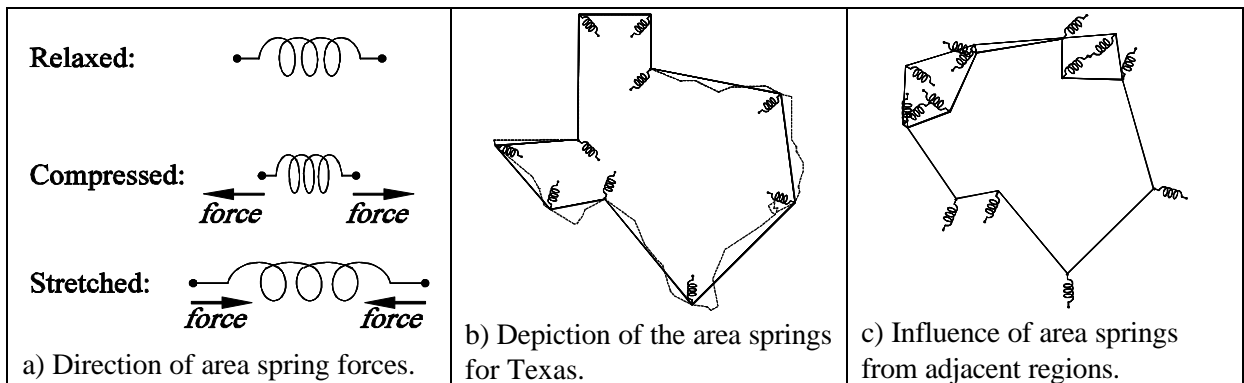 Relaxed:
Compressed:
force force
Stretched:
force force
a) Direction of area spring forces.
b) Depiction of the area springs
for Texas.
c) Influence of area springs
from adjacent regions.